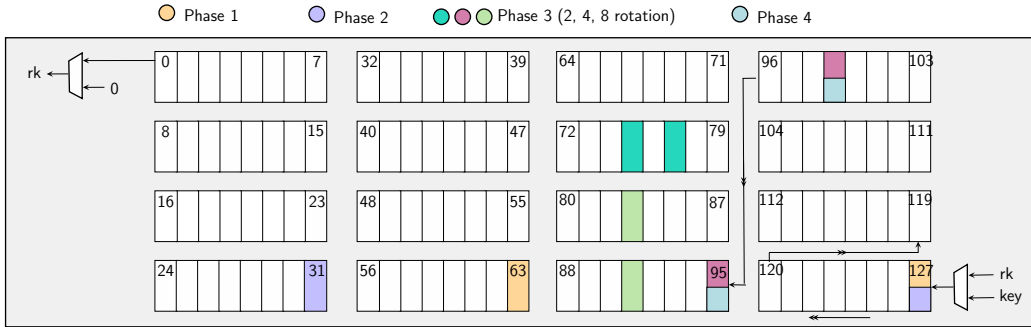 Phase 1 Phase 2 Phase 3 (2, 4, 8 rotation) Phase 4
0 7 32 39 64 71 96 103
rk
0
8 15 40 47 72 79 104 111
16 23 48 55 80 87 112 119
24 31 56 63 88 95 120 127
rk
key